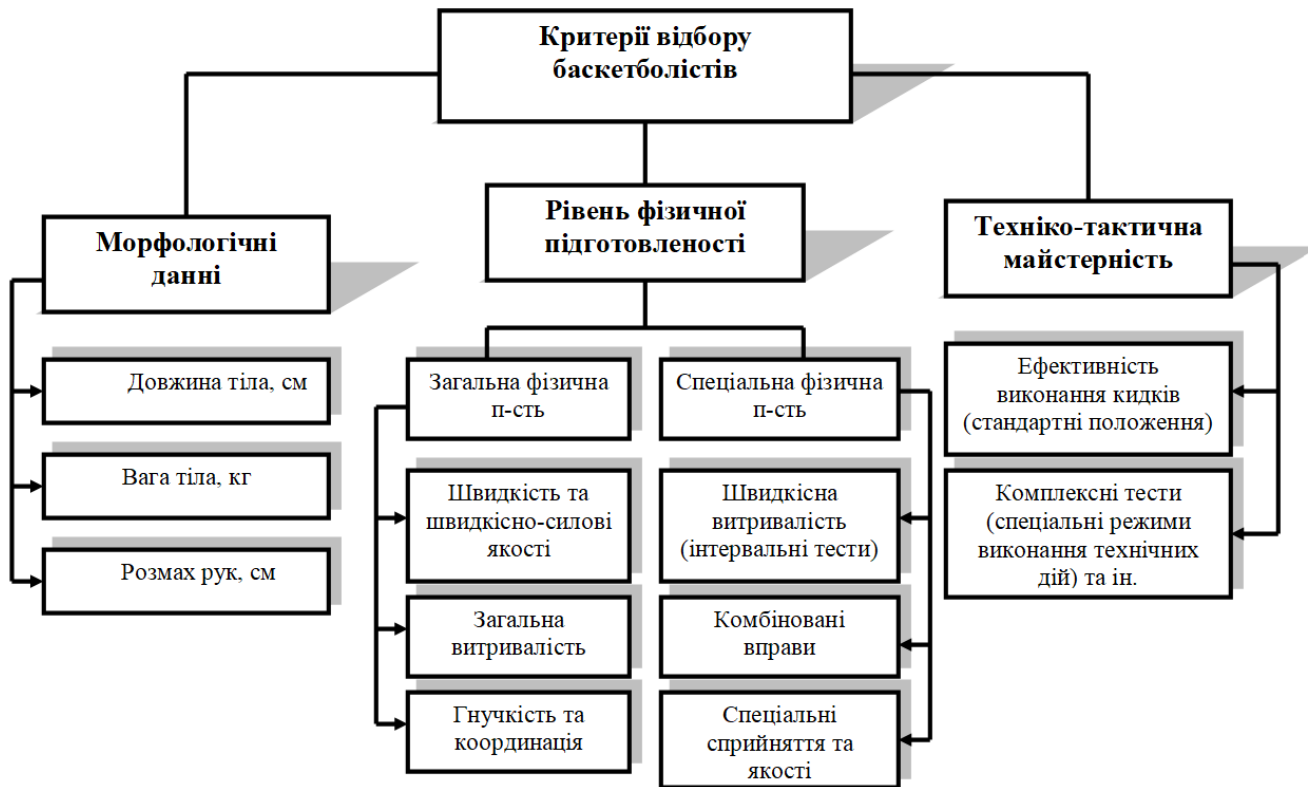 Критерії відбору
баскетболістів
Морфологічні
данні
Рівень фізичної
підготовленості
Техніко-тактична
майстерність
Довжина тіла, см
Вага тіла, кг
Розмах рук, см
Загальна фізична
п-сть
Швидкість та
швидкісно-силові
якості
Загальна
витривалість
Гнучкість та
координація
Спеціальна фізична
п-сть
Швидкісна
витривалість
(інтервальні тести)
Комбіновані
вправи
Спеціальні
сприйняття та
якості
Ефективність
виконання кидків
(стандартні положення)
Комплексні тести
(спеціальні режими
виконання технічних
дій) та ін.